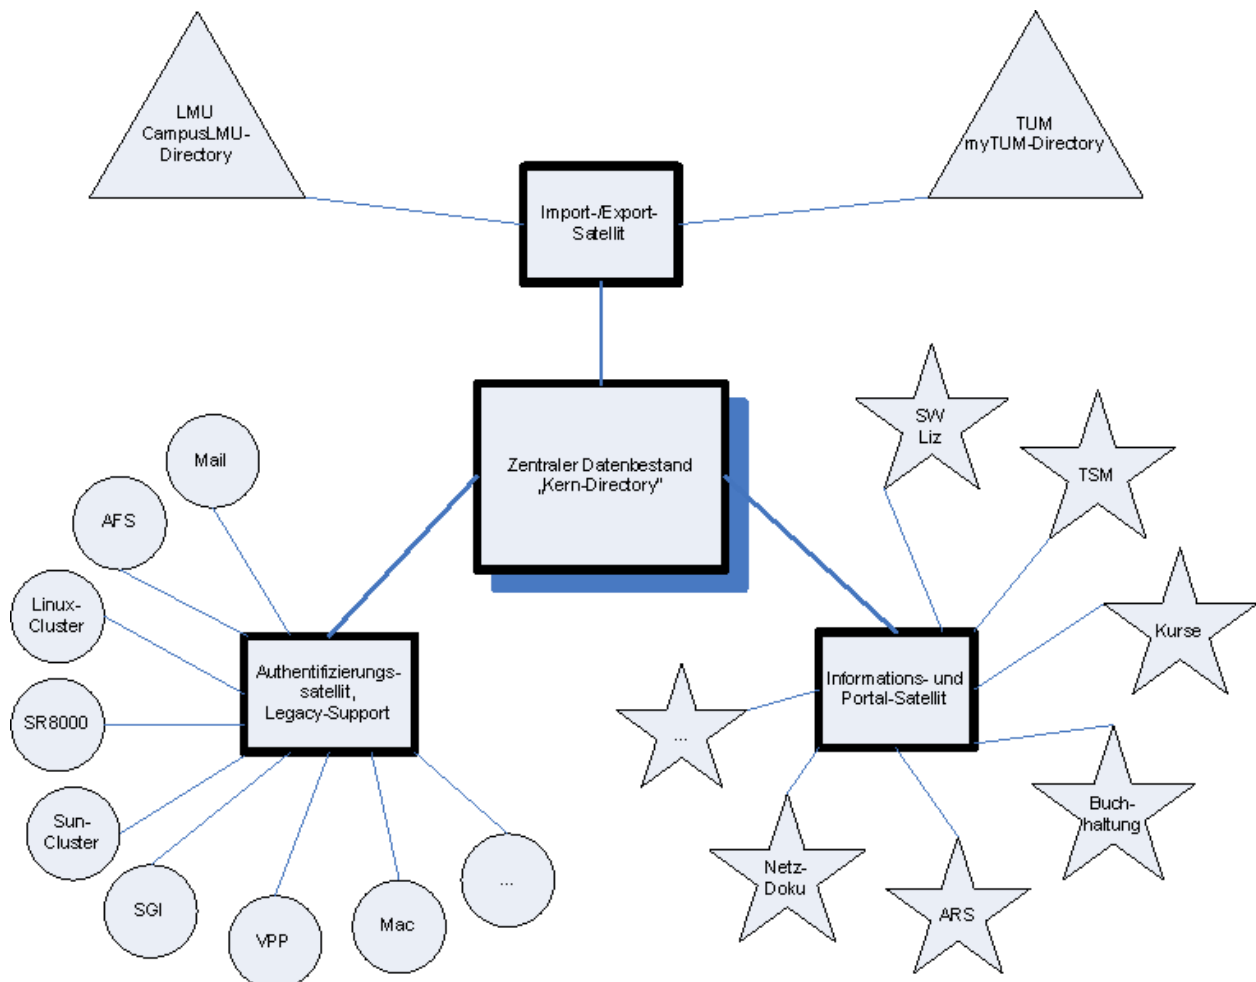 LMU
CampusLMU-
Directory
TUM
myTUM-Directory
Import-/Export-
Satellit
Zentraler Datenbestand
„Kern-Directory"
SW
Liz
TSM
Kurse
Buch-
haltung
ARS
Netz-
Doku
...
Informations- und
Portal-Satellit
Mail
AFS
Linux-
Cluster
SR8000
Sun-
Cluster
SGI
VPP
Mac
...
Authentifizierungs-
satellit,
Legacy-Support